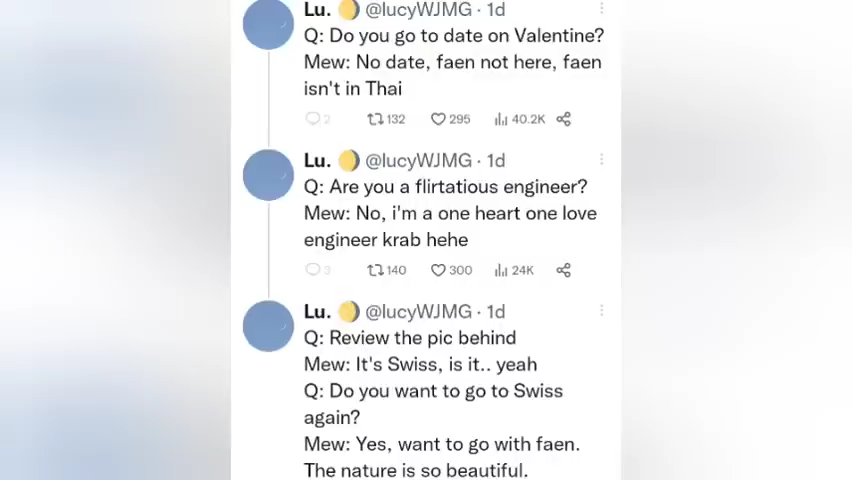 Lu. 🌖 @lucyWJMG · 1d
Q: Do you go to date on Valentine?
Mew: No date, faen not here, faen
isn't in Thai
2 132 295 40.2K
Lu. 🌖 @lucyWJMG · 1d
Q: Are you a flirtatious engineer?
Mew: No, i'm a one heart one love
engineer krab hehe
3 140 300 24K
Lu. 🌖 @lucyWJMG · 1d
Q: Review the pic behind
Mew: It's Swiss, is it.. yeah
Q: Do you want to go to Swiss
again?
Mew: Yes, want to go with faen.
The nature is so beautiful.